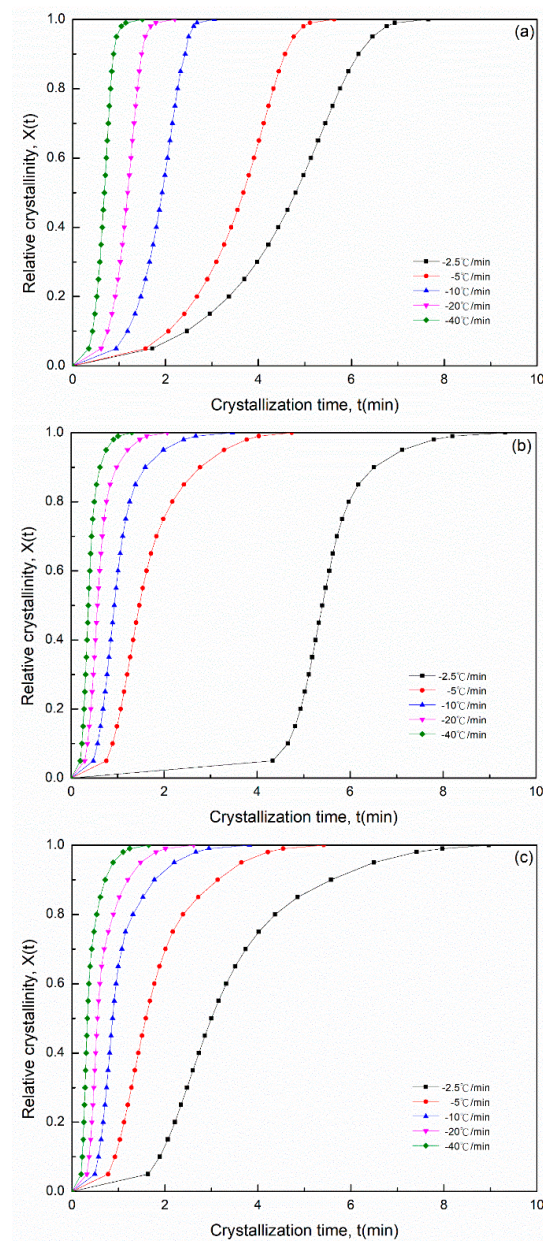 (a)
Relative crystallinity, X(t)
1.0
0.8
0.6
0.4
0.2
0.0
-2.5℃/min
-5℃/min
-10℃/min
-20℃/min
-40℃/min
0 2 4 6 8 10
Crystallization time, t(min)
(b)
Relative crystallinity, X(t)
1.0
0.8
0.6
0.4
0.2
0.0
-2.5℃/min
-5℃/min
-10℃/min
-20℃/min
-40℃/min
0 2 4 6 8 10
Crystallization time, t(min)
(c)
Relative crystallinity, X(t)
1.0
0.8
0.6
0.4
0.2
0.0
-2.5℃/min
-5℃/min
-10℃/min
-20℃/min
-40℃/min
0 2 4 6 8 10
Crystallization time, t(min)